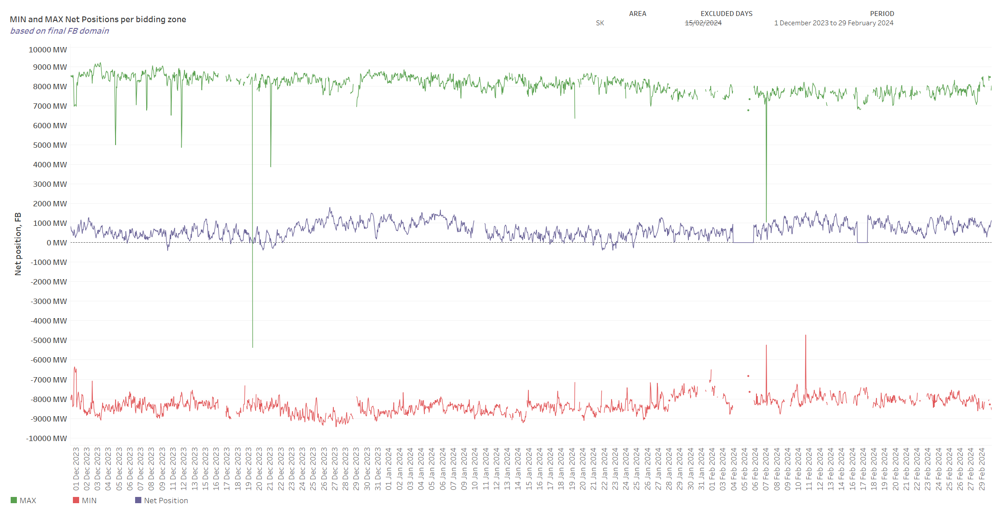 MIN and MAX Net Positions per bidding zone
based on final FB domain
AREA
EXCLUDED DAYS
PERIOD
SK
15/02/2024
1 December 2023 to 29 February 2024
10000 MW
9000 MW
8000 MW
7000 MW
6000 MW
5000 MW
4000 MW
3000 MW
2000 MW
1000 MW
0 MW
-1000 MW
-2000 MW
-3000 MW
-4000 MW
-5000 MW
-6000 MW
-7000 MW
-8000 MW
-9000 MW
-10000 MW
Net position, FB
01 Dec 2023
02 Dec 2023
03 Dec 2023
04 Dec 2023
05 Dec 2023
06 Dec 2023
07 Dec 2023
08 Dec 2023
09 Dec 2023
11 Dec 2023
12 Dec 2023
13 Dec 2023
15 Dec 2023
16 Dec 2023
17 Dec 2023
18 Dec 2023
19 Dec 2023
20 Dec 2023
21 Dec 2023
22 Dec 2023
23 Dec 2023
24 Dec 2023
25 Dec 2023
26 Dec 2023
27 Dec 2023
28 Dec 2023
29 Dec 2023
30 Dec 2023
31 Dec 2023
01 Jan 2024
02 Jan 2024
03 Jan 2024
04 Jan 2024
05 Jan 2024
06 Jan 2024
07 Jan 2024
09 Jan 2024
10 Jan 2024
11 Jan 2024
12 Jan 2024
13 Jan 2024
14 Jan 2024
15 Jan 2024
16 Jan 2024
17 Jan 2024
18 Jan 2024
19 Jan 2024
20 Jan 2024
21 Jan 2024
22 Jan 2024
23 Jan 2024
24 Jan 2024
25 Jan 2024
26 Jan 2024
27 Jan 2024
28 Jan 2024
29 Jan 2024
30 Jan 2024
31 Jan 2024
01 Feb 2024
03 Feb 2024
04 Feb 2024
05 Feb 2024
06 Feb 2024
07 Feb 2024
08 Feb 2024
09 Feb 2024
10 Feb 2024
11 Feb 2024
12 Feb 2024
13 Feb 2024
14 Feb 2024
16 Feb 2024
17 Feb 2024
18 Feb 2024
19 Feb 2024
20 Feb 2024
21 Feb 2024
22 Feb 2024
23 Feb 2024
24 Feb 2024
25 Feb 2024
26 Feb 2024
27 Feb 2024
29 Feb 2024
MAX
MIN
Net Position